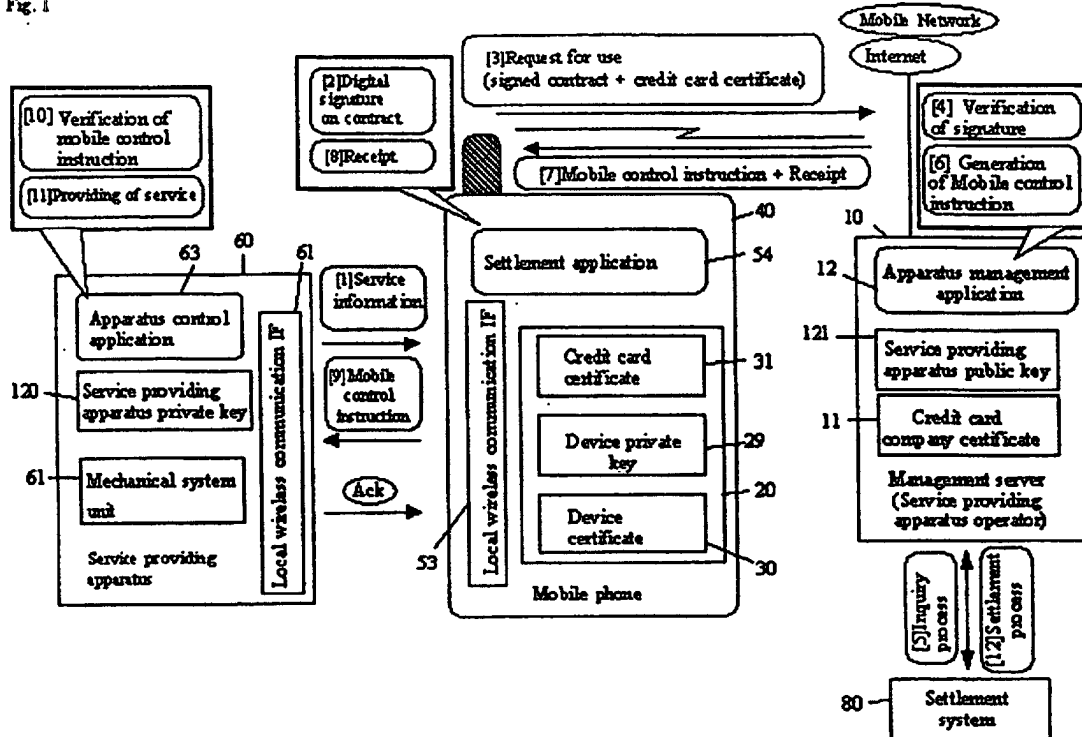 Fig. 1
Mobile Network
Internet
[3]Request for use
(signed contract + credit card certificate)
[2]Digital
signature
on contract
[8]Receipt
[10] Verification of
mobile control
instruction
[11]Providing of service
[4] Verification
of signature
[6] Generation
of Mobile control
instruction
[7]Mobile control instruction + Receipt
40
10
63
60
61
54
12
Settlement application
Apparatus management
application
[1]Service
information
Apparatus control
application
Local wireless communication IF
121
Service providing
apparatus public key
Credit card
certificate
31
120
Service providing
apparatus private key
[9]Mobile
control
instruction
Local wireless communition IF
11
Credit card
company certificate
Device private
key
29
61
Mechanical system
unit
Ack
20
Management server
(Service providing
apparatus operator)
Device
certificate
30
53
Service providing
apparatus
Mobile phone
[5]Inquiry
process
[12]Settlement
process
80
Settlement
system